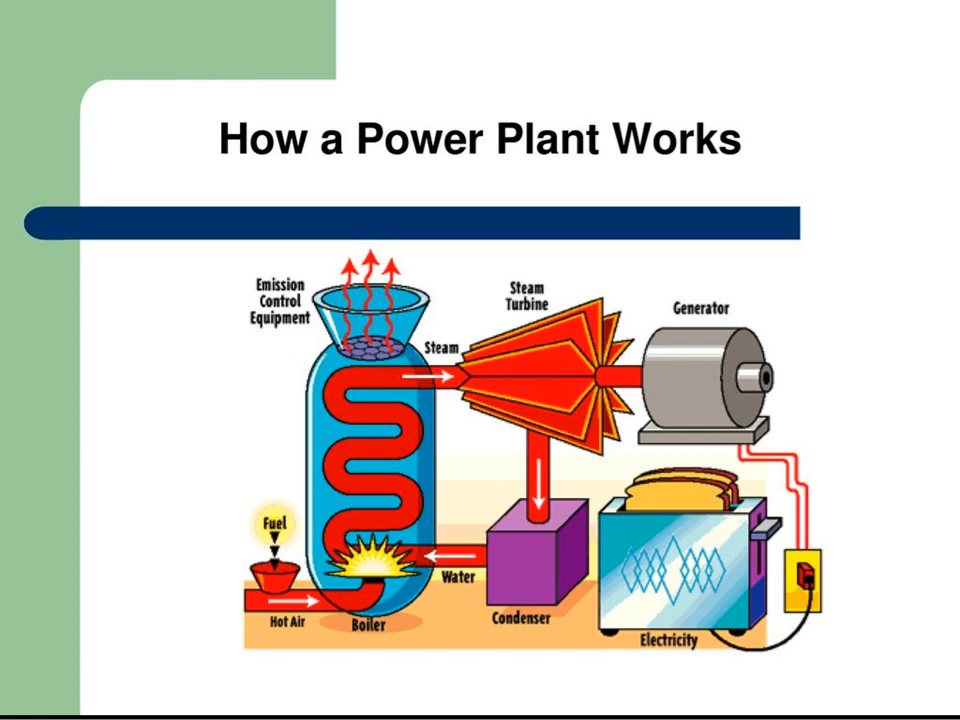 How a Power Plant Works
Emission
Control
Equipment
Steam
Turbine
Generator
Steam
Fuel
Water
Hot Air
Boiler
Condenser
Electricity